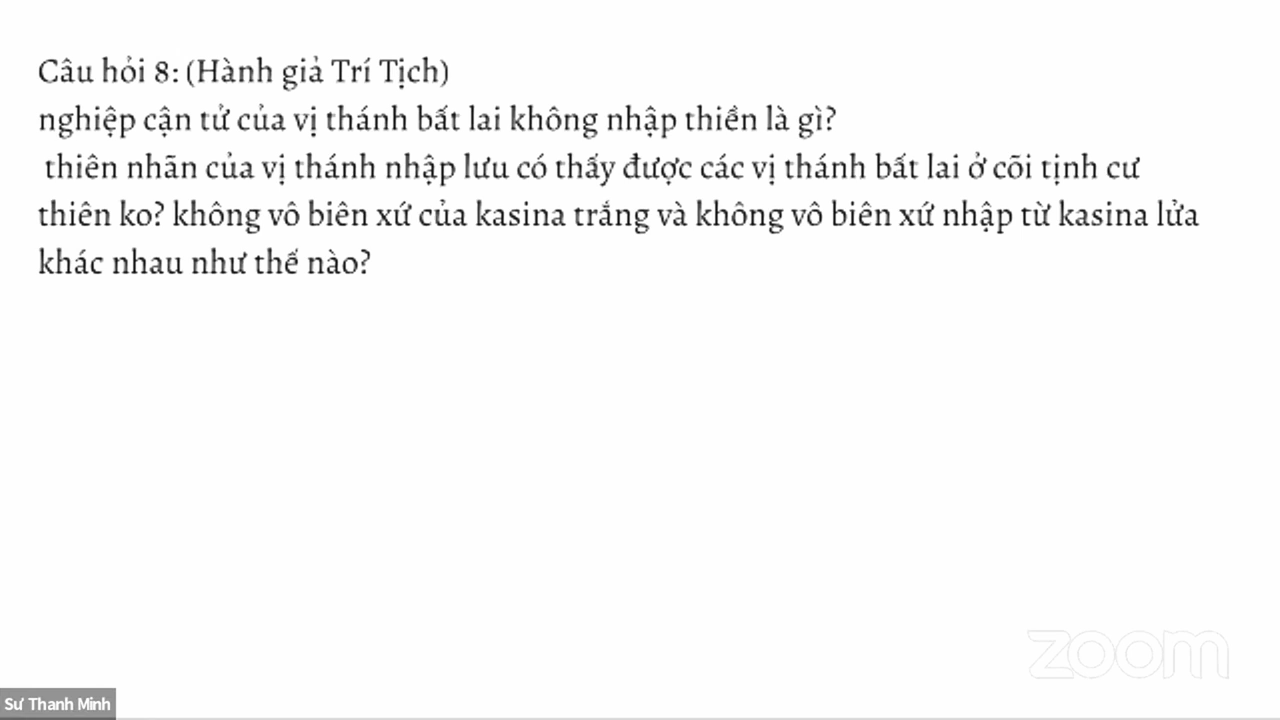 Câu hỏi 8: (Hành giả Trí Tịch)
nghiệp cận tử của vị thánh bất lai không nhập thiền là gì?
thiên nhãn của vị thánh nhập lưu có thấy được các vị thánh bất lai ở cõi tịnh cư
thiên ko? không vô biên xứ của kasina trắng và không vô biên xứ nhập từ kasina lửa
khác nhau như thế nào?
zoom
Sư Thanh Minh